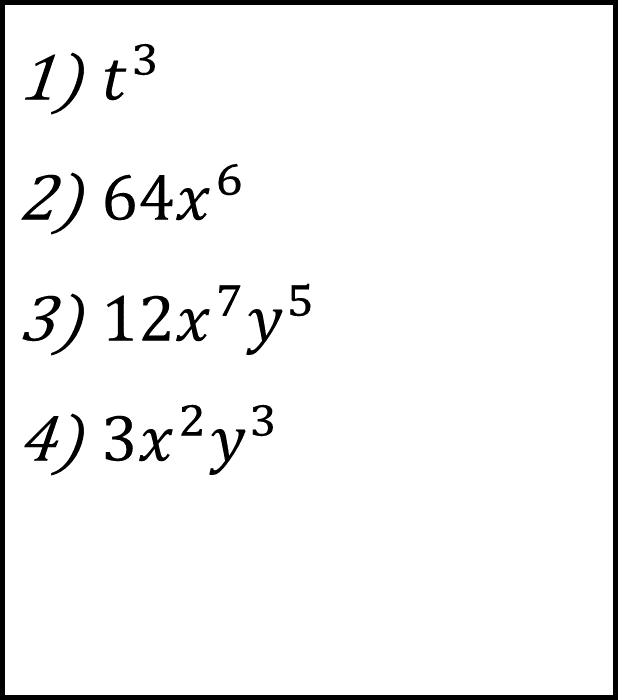 1) t³
2) 64x⁶
3) 12x⁷y⁵
4) 3x²y³